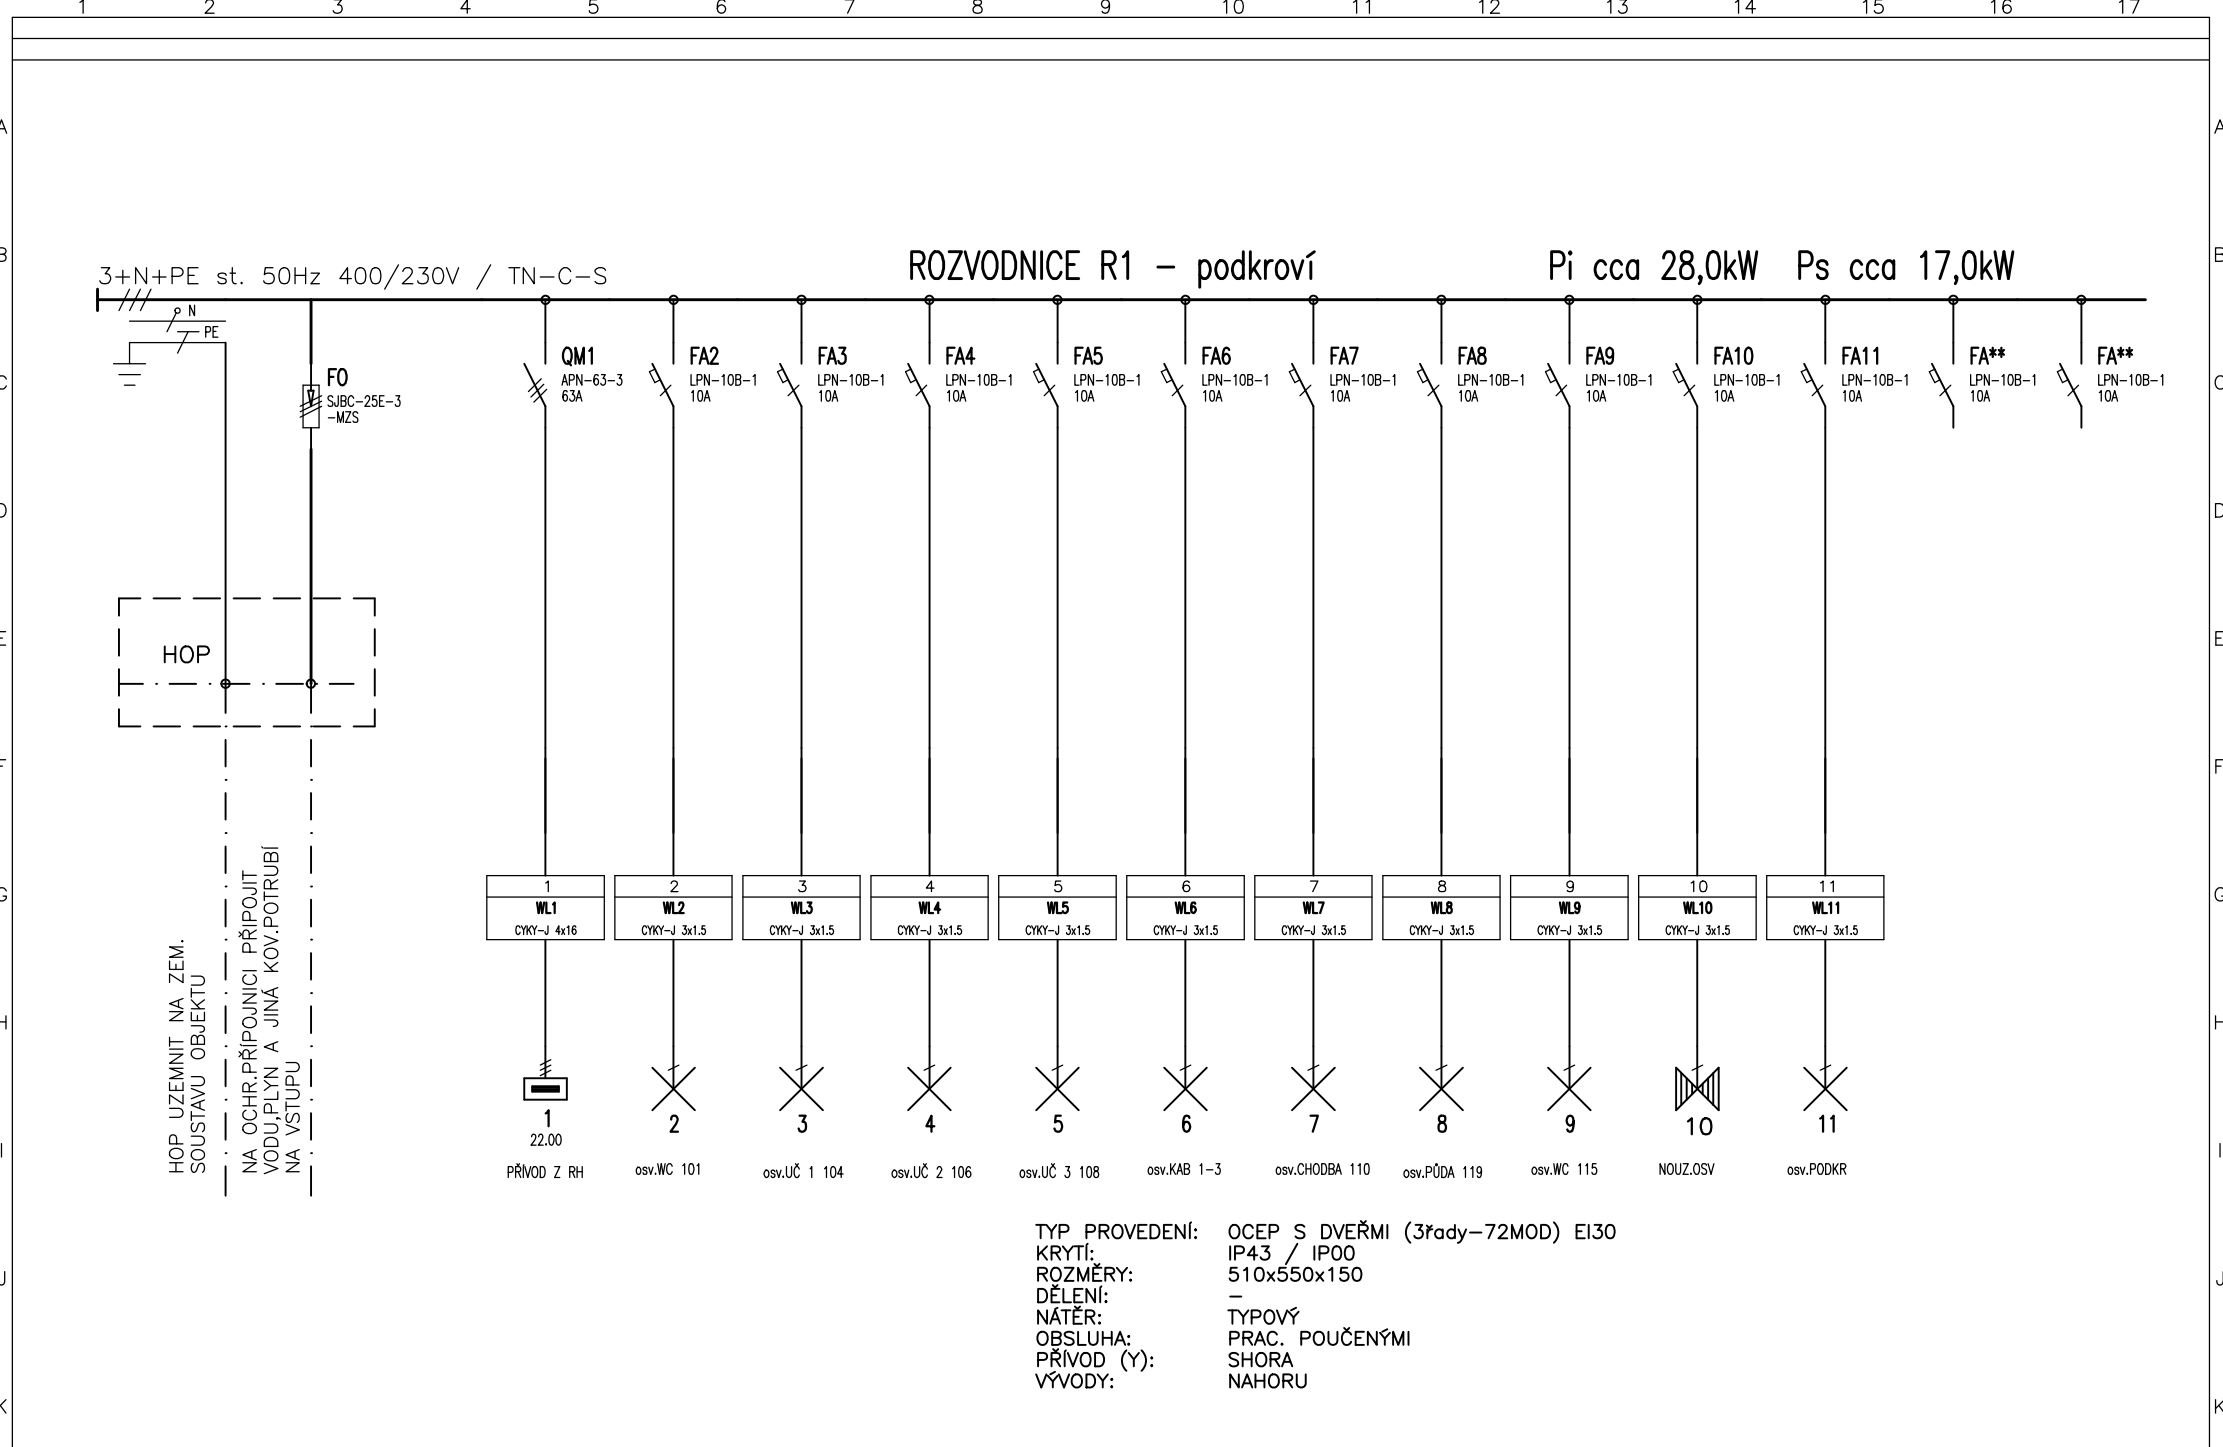 1 2 3 4 5 6 7 8 9 10 11 12 13 14 15 16 17
A A
B B
3+N+PE st. 50Hz 400/230V / TN-C-S
ROZVODNICE R1 - podkroví
Pi cca 28,0kW Ps cca 17,0kW
N
PE
C C
F0
SJBC-25E-3
-MZS
QM1
APN-63-3
63A
FA2
LPN-10B-1
10A
FA3
LPN-10B-1
10A
FA4
LPN-10B-1
10A
FA5
LPN-10B-1
10A
FA6
LPN-10B-1
10A
FA7
LPN-10B-1
10A
FA8
LPN-10B-1
10A
FA9
LPN-10B-1
10A
FA10
LPN-10B-1
10A
FA11
LPN-10B-1
10A
FA**
LPN-10B-1
10A
FA**
LPN-10B-1
10A
D D
E E
HOP
F F
G G
HOP UZEMNIT NA ZEM.
SOUSTAVU OBJEKTU
NA OCHR.PŘÍPOJNICI PŘIPOJIT
VODU,PLYN A JINÁ KOV.POTRUBÍ
NA VSTUPU
1
WL1
CYKY-J 4x16
2
WL2
CYKY-J 3x1.5
3
WL3
CYKY-J 3x1.5
4
WL4
CYKY-J 3x1.5
5
WL5
CYKY-J 3x1.5
6
WL6
CYKY-J 3x1.5
7
WL7
CYKY-J 3x1.5
8
WL8
CYKY-J 3x1.5
9
WL9
CYKY-J 3x1.5
10
WL10
CYKY-J 3x1.5
11
WL11
CYKY-J 3x1.5
H H
1
22.00
PŘÍVOD Z RH
2
osv.WC 101
3
osv.UČ 1 104
4
osv.UČ 2 106
5
osv.UČ 3 108
6
osv.KAB 1-3
7
osv.CHODBA 110
8
osv.PŮDA 119
9
osv.WC 115
10
NOUZ.OSV
11
osv.PODKR
I I
TYP PROVEDENÍ: OCEP S DVEŘMI (3řady-72MOD) EI30
KRYTÍ: IP43 / IP00
ROZMĚRY: 510x550x150
DĚLENÍ: -
NÁTĚR: TYPOVÝ
OBSLUHA: PRAC. POUČENÝMI
PŘÍVOD (Y): SHORA
VÝVODY: NAHORU
J J
K K